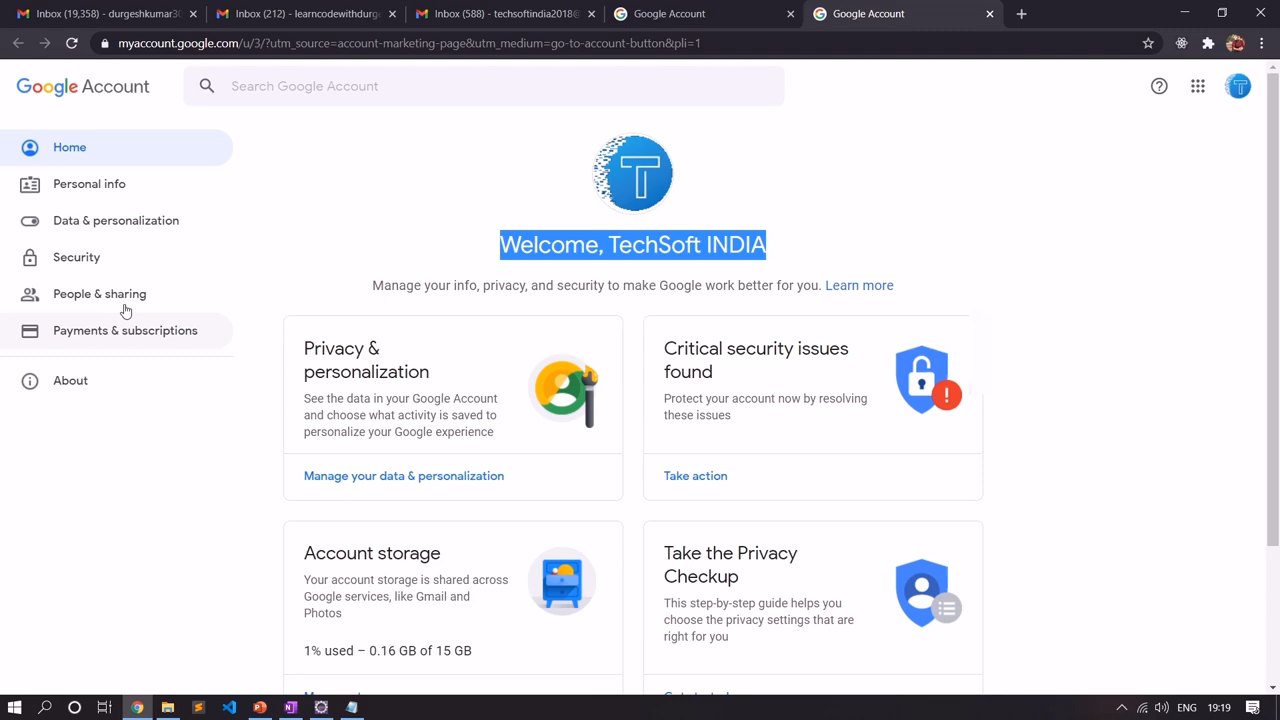 Inbox (19,358) - durgeshkumar30
Inbox (212) - learncodewithdurg
Inbox (588) - techsoftindia2018@
Google Account
Google Account
myaccount.google.com/u/3/?utm_source=account-marketing-page&utm_medium=go-to-account-button&pli=1
Google Account
Search Google Account
Home
Personal info
Data & personalization
Security
People & sharing
Payments & subscriptions
About
T
Welcome, TechSoft INDIA
Manage your info, privacy, and security to make Google work better for you. Learn more
Privacy &
personalization
See the data in your Google Account
and choose what activity is saved to
personalize your Google experience
Manage your data & personalization
Critical security issues
found
Protect your account now by resolving
these issues
Take action
Account storage
Your account storage is shared across
Google services, like Gmail and
Photos
1% used – 0.16 GB of 15 GB
Take the Privacy
Checkup
This step-by-step guide helps you
choose the privacy settings that are
right for you
ENG
19:19